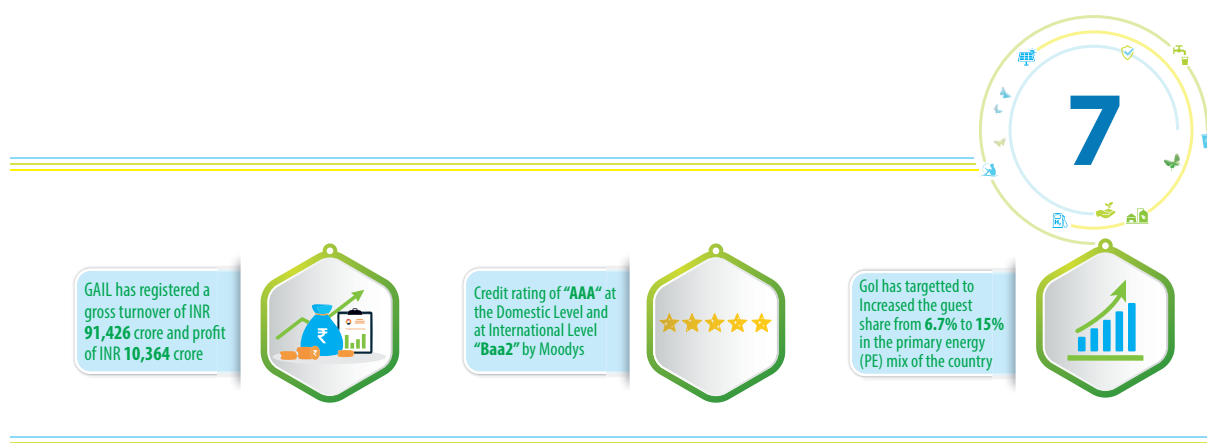 7
GAIL has registered a
gross turnover of INR
91,426 crore and profit
of INR 10,364 crore
₹
Credit rating of “AAA“ at
the Domestic Level and
at International Level
“Baa2” by Moodys
GoI has targetted to
Increased the guest
share from 6.7% to 15%
in the primary energy
(PE) mix of the country